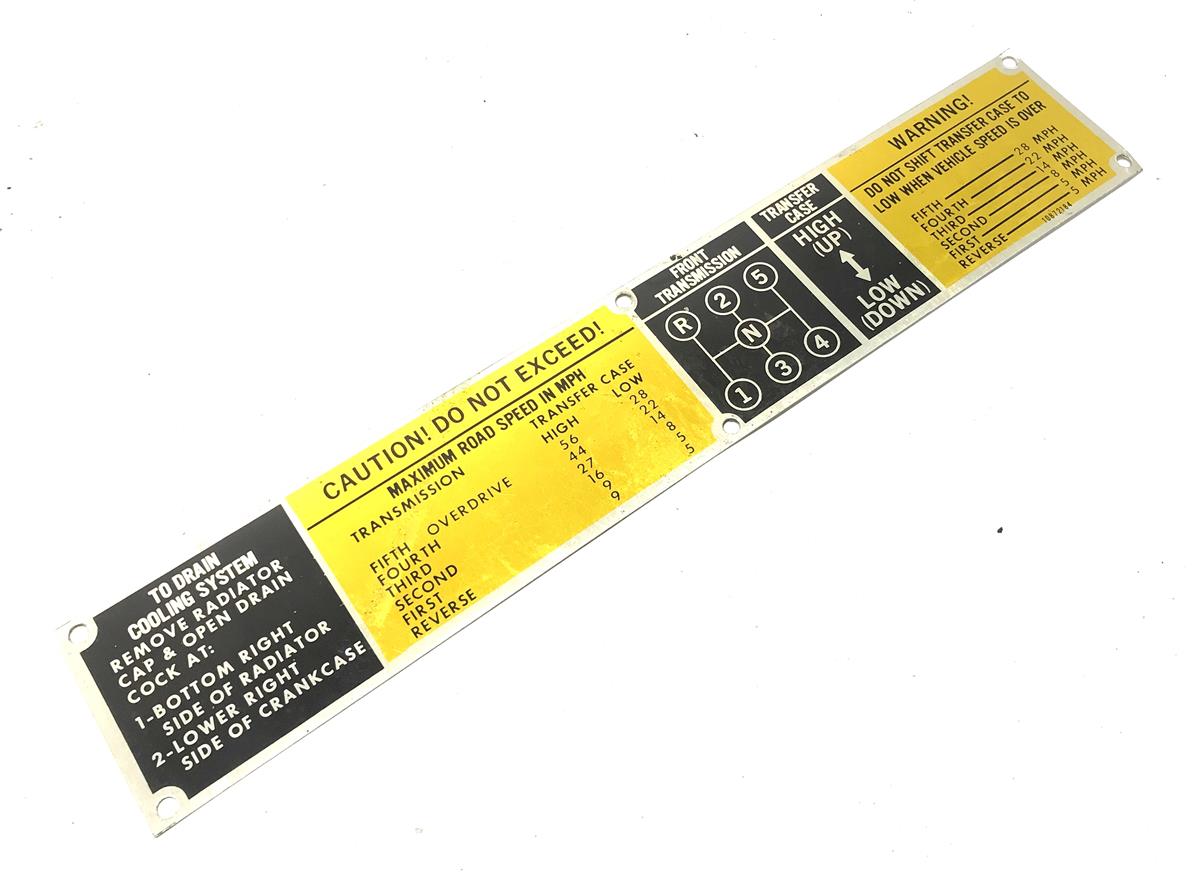 TO DRAIN
COOLING SYSTEM
REMOVE RADIATOR
CAP & OPEN DRAIN
COCK AT:
1-BOTTOM RIGHT
SIDE OF RADIATOR
2-LOWER RIGHT
SIDE OF CRANKCASE
CAUTION! DO NOT EXCEED!
MAXIMUM ROAD SPEED IN MPH
TRANSMISSION TRANSFER CASE
HIGH LOW
FIFTH OVERDRIVE 56 28
FOURTH 44 22
THIRD 27 14
SECOND 16 8
FIRST 9 5
REVERSE 9 5
FRONT
TRANSMISSION
R 2 5
N
1 3 4
TRANSFER
CASE
HIGH
(UP)
LOW
(DOWN)
WARNING!
DO NOT SHIFT TRANSFER CASE TO
LOW WHEN VEHICLE SPEED IS OVER
FIFTH 28 MPH
FOURTH 22 MPH
THIRD 14 MPH
SECOND 8 MPH
FIRST 5 MPH
REVERSE 5 MPH
10872184